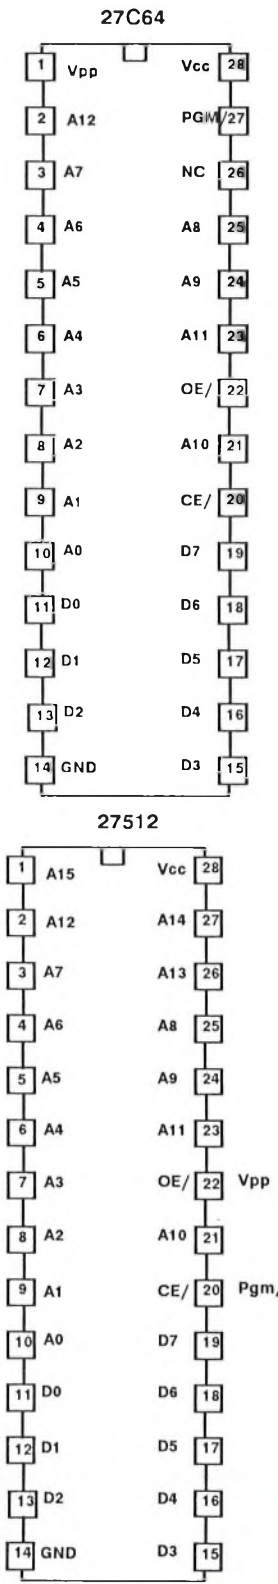 27C64
1 Vpp Vcc 28
2 A12 PGM/ 27
3 A7 NC 26
4 A6 A8 25
5 A5 A9 24
6 A4 A11 23
7 A3 OE/ 22
8 A2 A10 21
9 A1 CE/ 20
10 A0 D7 19
11 D0 D6 18
12 D1 D5 17
13 D2 D4 16
14 GND D3 15
27512
1 A15 Vcc 28
2 A12 A14 27
3 A7 A13 26
4 A6 A8 25
5 A5 A9 24
6 A4 A11 23
7 A3 OE/ 22 Vpp
8 A2 A10 21
9 A1 CE/ 20 Pgm/
10 A0 D7 19
11 D0 D6 18
12 D1 D5 17
13 D2 D4 16
14 GND D3 15